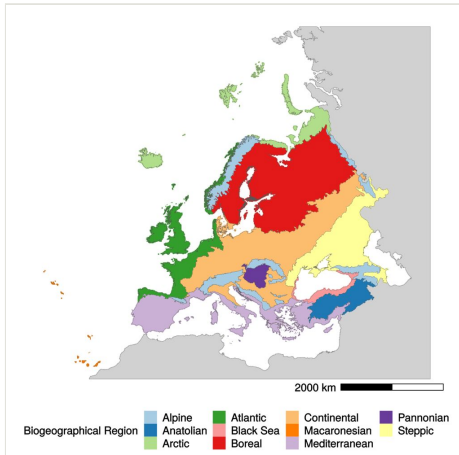 2000 km
Alpine Atlantic Continental Pannonian
Biogeographical Region Anatolian Black Sea Macaronesian Steppic
Arctic Boreal Mediterranean